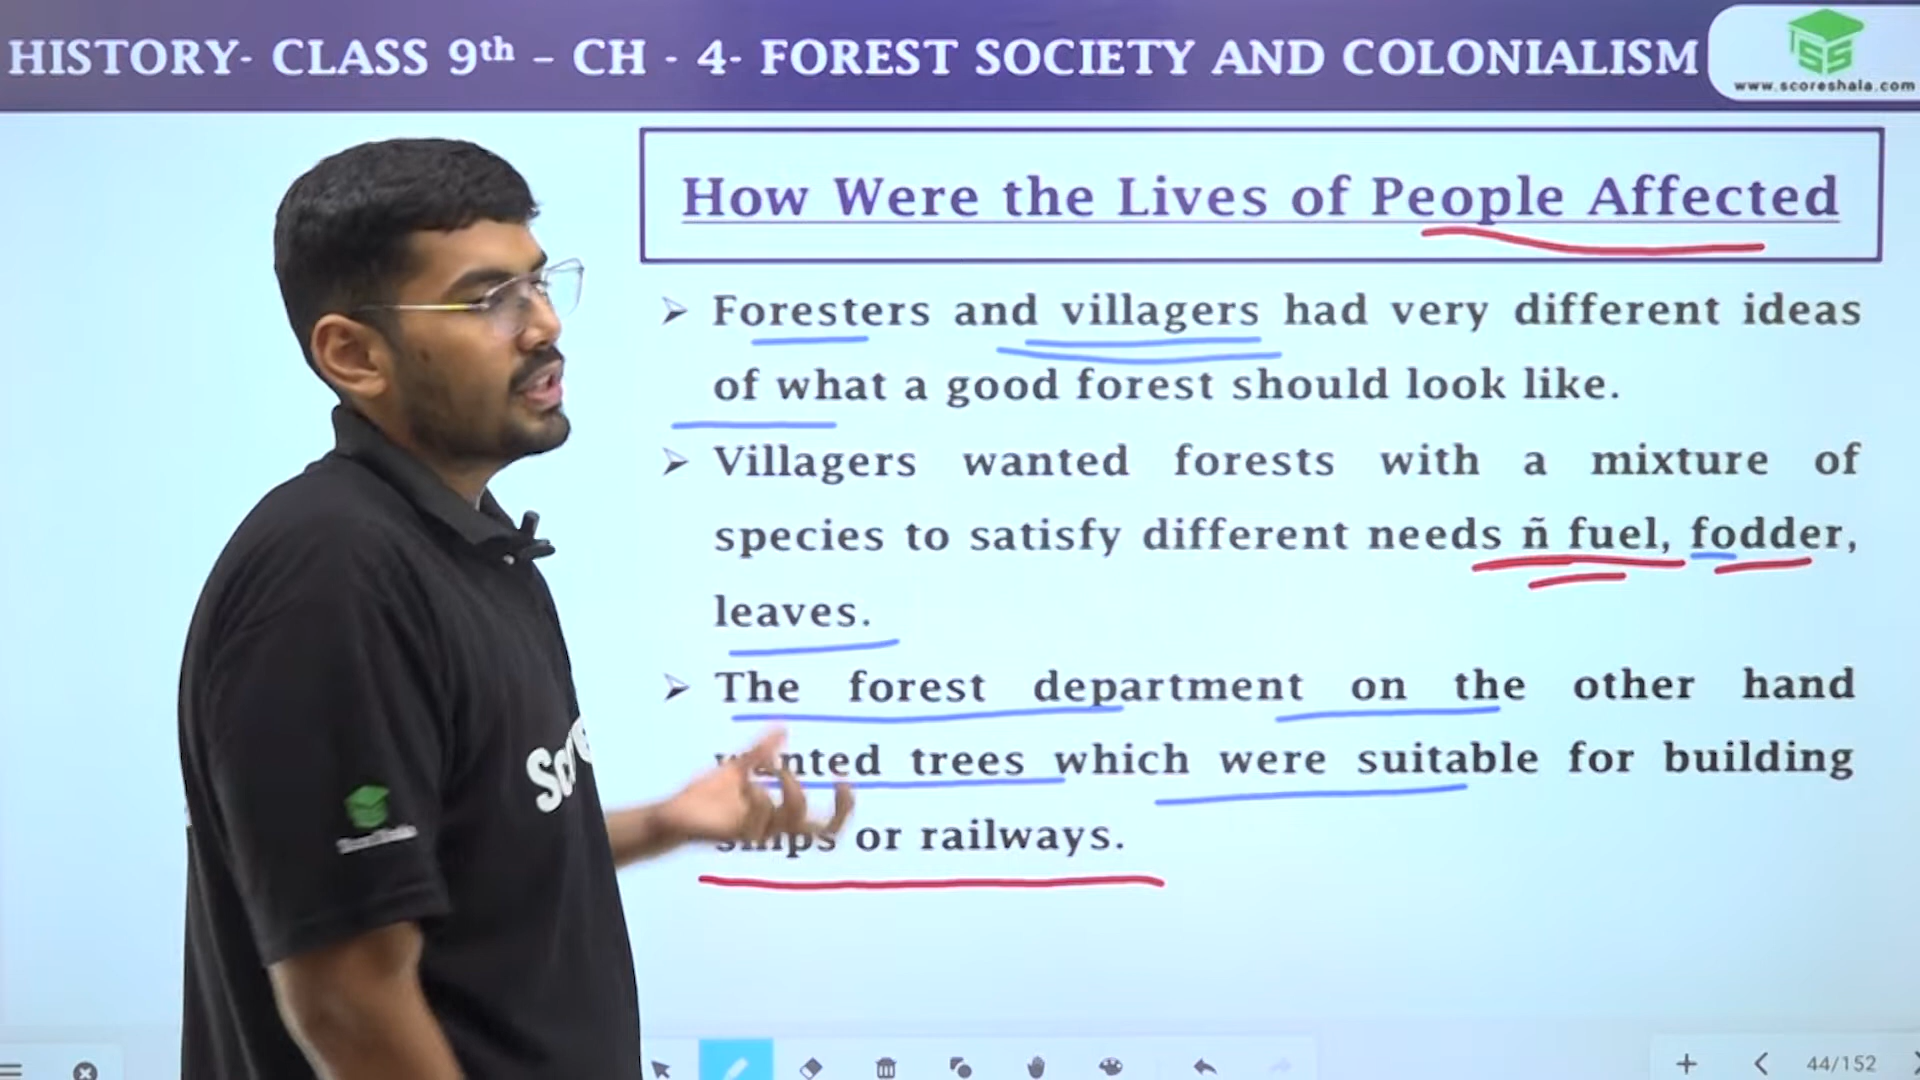 HISTORY- CLASS 9th – CH - 4- FOREST SOCIETY AND COLONIALISM
www.scoreshala.com
How Were the Lives of People Affected
➢ Foresters and villagers had very different ideas
of what a good forest should look like.
➢ Villagers wanted forests with a mixture of
species to satisfy different needs ñ fuel, fodder,
leaves.
➢ The forest department on the other hand
wanted trees which were suitable for building
ships or railways.
44/152